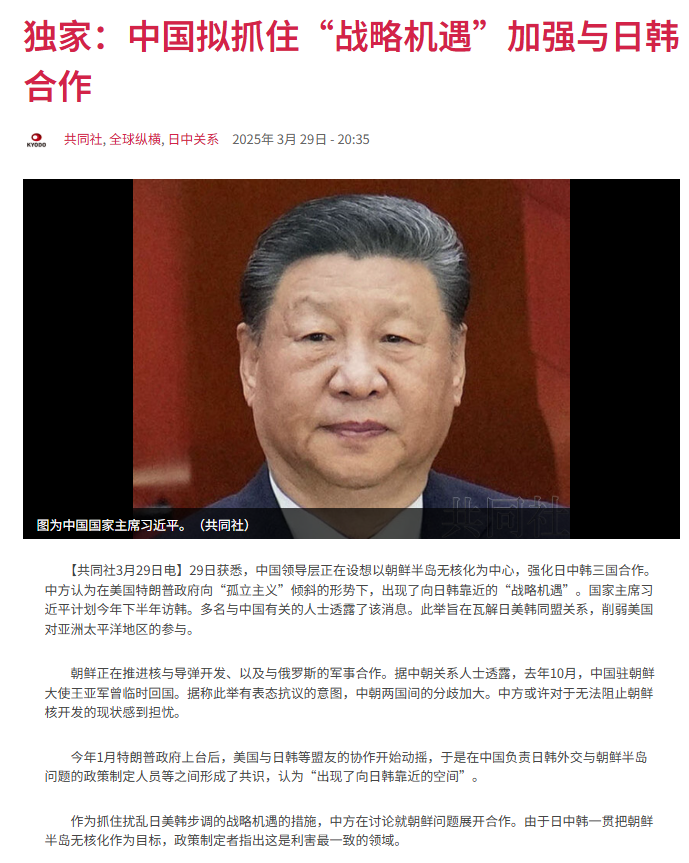 独家：中国拟抓住“战略机遇”加强与日韩
合作
KYODO
共同社, 全球纵横, 日中关系 2025年 3月 29日 - 20:35
共同社
图为中国国家主席习近平。（共同社）
【共同社3月29日电】29日获悉，中国领导层正在设想以朝鲜半岛无核化为中心，强化日中韩三国合作。
中方认为在美国特朗普政府向“孤立主义”倾斜的形势下，出现了向日韩靠近的“战略机遇”。国家主席习
近平计划今年下半年访韩。多名与中国有关的人士透露了该消息。此举旨在瓦解日美韩同盟关系，削弱美国
对亚洲太平洋地区的参与。
朝鲜正在推进核与导弹开发、以及与俄罗斯的军事合作。据中朝关系人士透露，去年10月，中国驻朝鲜
大使王亚军曾临时回国。据称此举有表态抗议的意图，中朝两国间的分歧加大。中方或许对于无法阻止朝鲜
核开发的现状感到担忧。
今年1月特朗普政府上台后，美国与日韩等盟友的协作开始动摇，于是在中国负责日韩外交与朝鲜半岛
问题的政策制定人员等之间形成了共识，认为“出现了向日韩靠近的空间”。
作为抓住扰乱日美韩步调的战略机遇的措施，中方在讨论就朝鲜问题展开合作。由于日中韩一贯把朝鲜
半岛无核化作为目标，政策制定者指出这是利害最一致的领域。